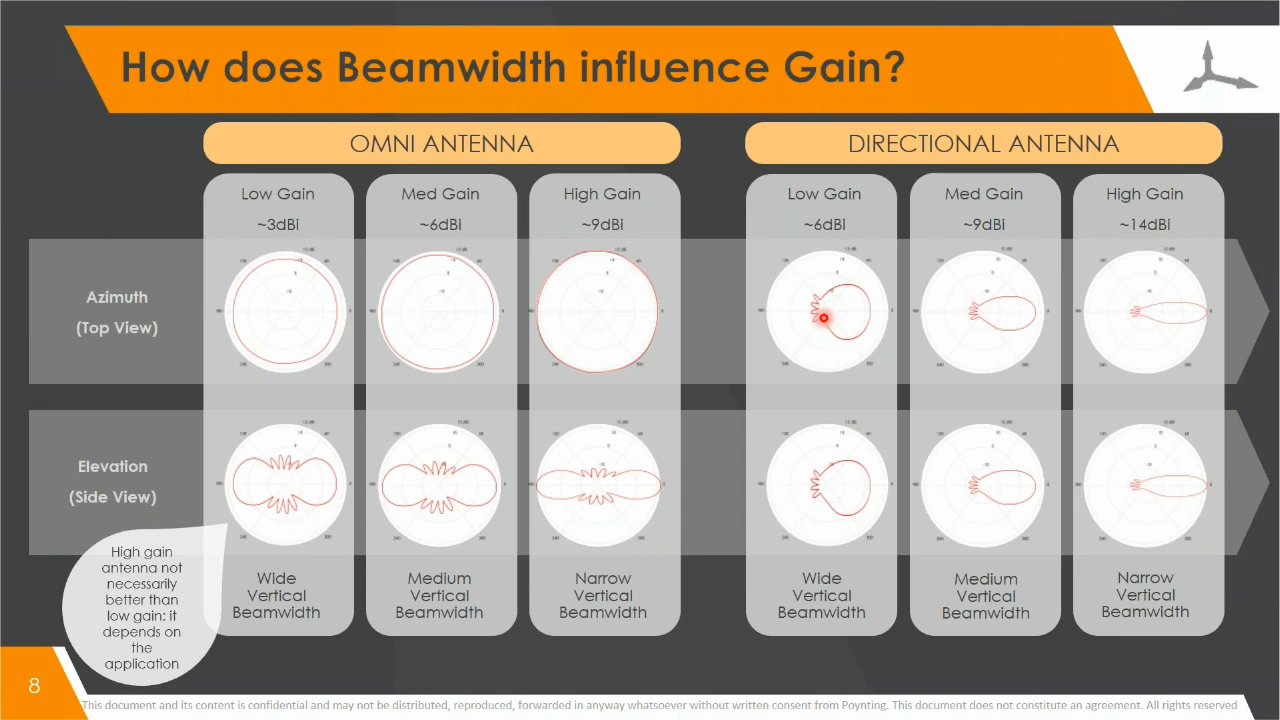 How does Beamwidth influence Gain?
OMNI ANTENNA
DIRECTIONAL ANTENNA
Low Gain
~3dBi
Med Gain
~6dBi
High Gain
~9dBi
Low Gain
~6dBi
Med Gain
~9dBi
High Gain
~14dBi
Azimuth
(Top View)
Elevation
(Side View)
Wide
Vertical
Beamwidth
Medium
Vertical
Beamwidth
Narrow
Vertical
Beamwidth
Wide
Vertical
Beamwidth
Medium
Vertical
Beamwidth
Narrow
Vertical
Beamwidth
High gain
antenna not
necessarily
better than
low gain: it
depends on
the
application
8
This document and its content is confidential and may not be distributed, reproduced, forwarded in anyway whatsoever without written consent from Poynting. This document does not constitute an agreement. All rights reserved